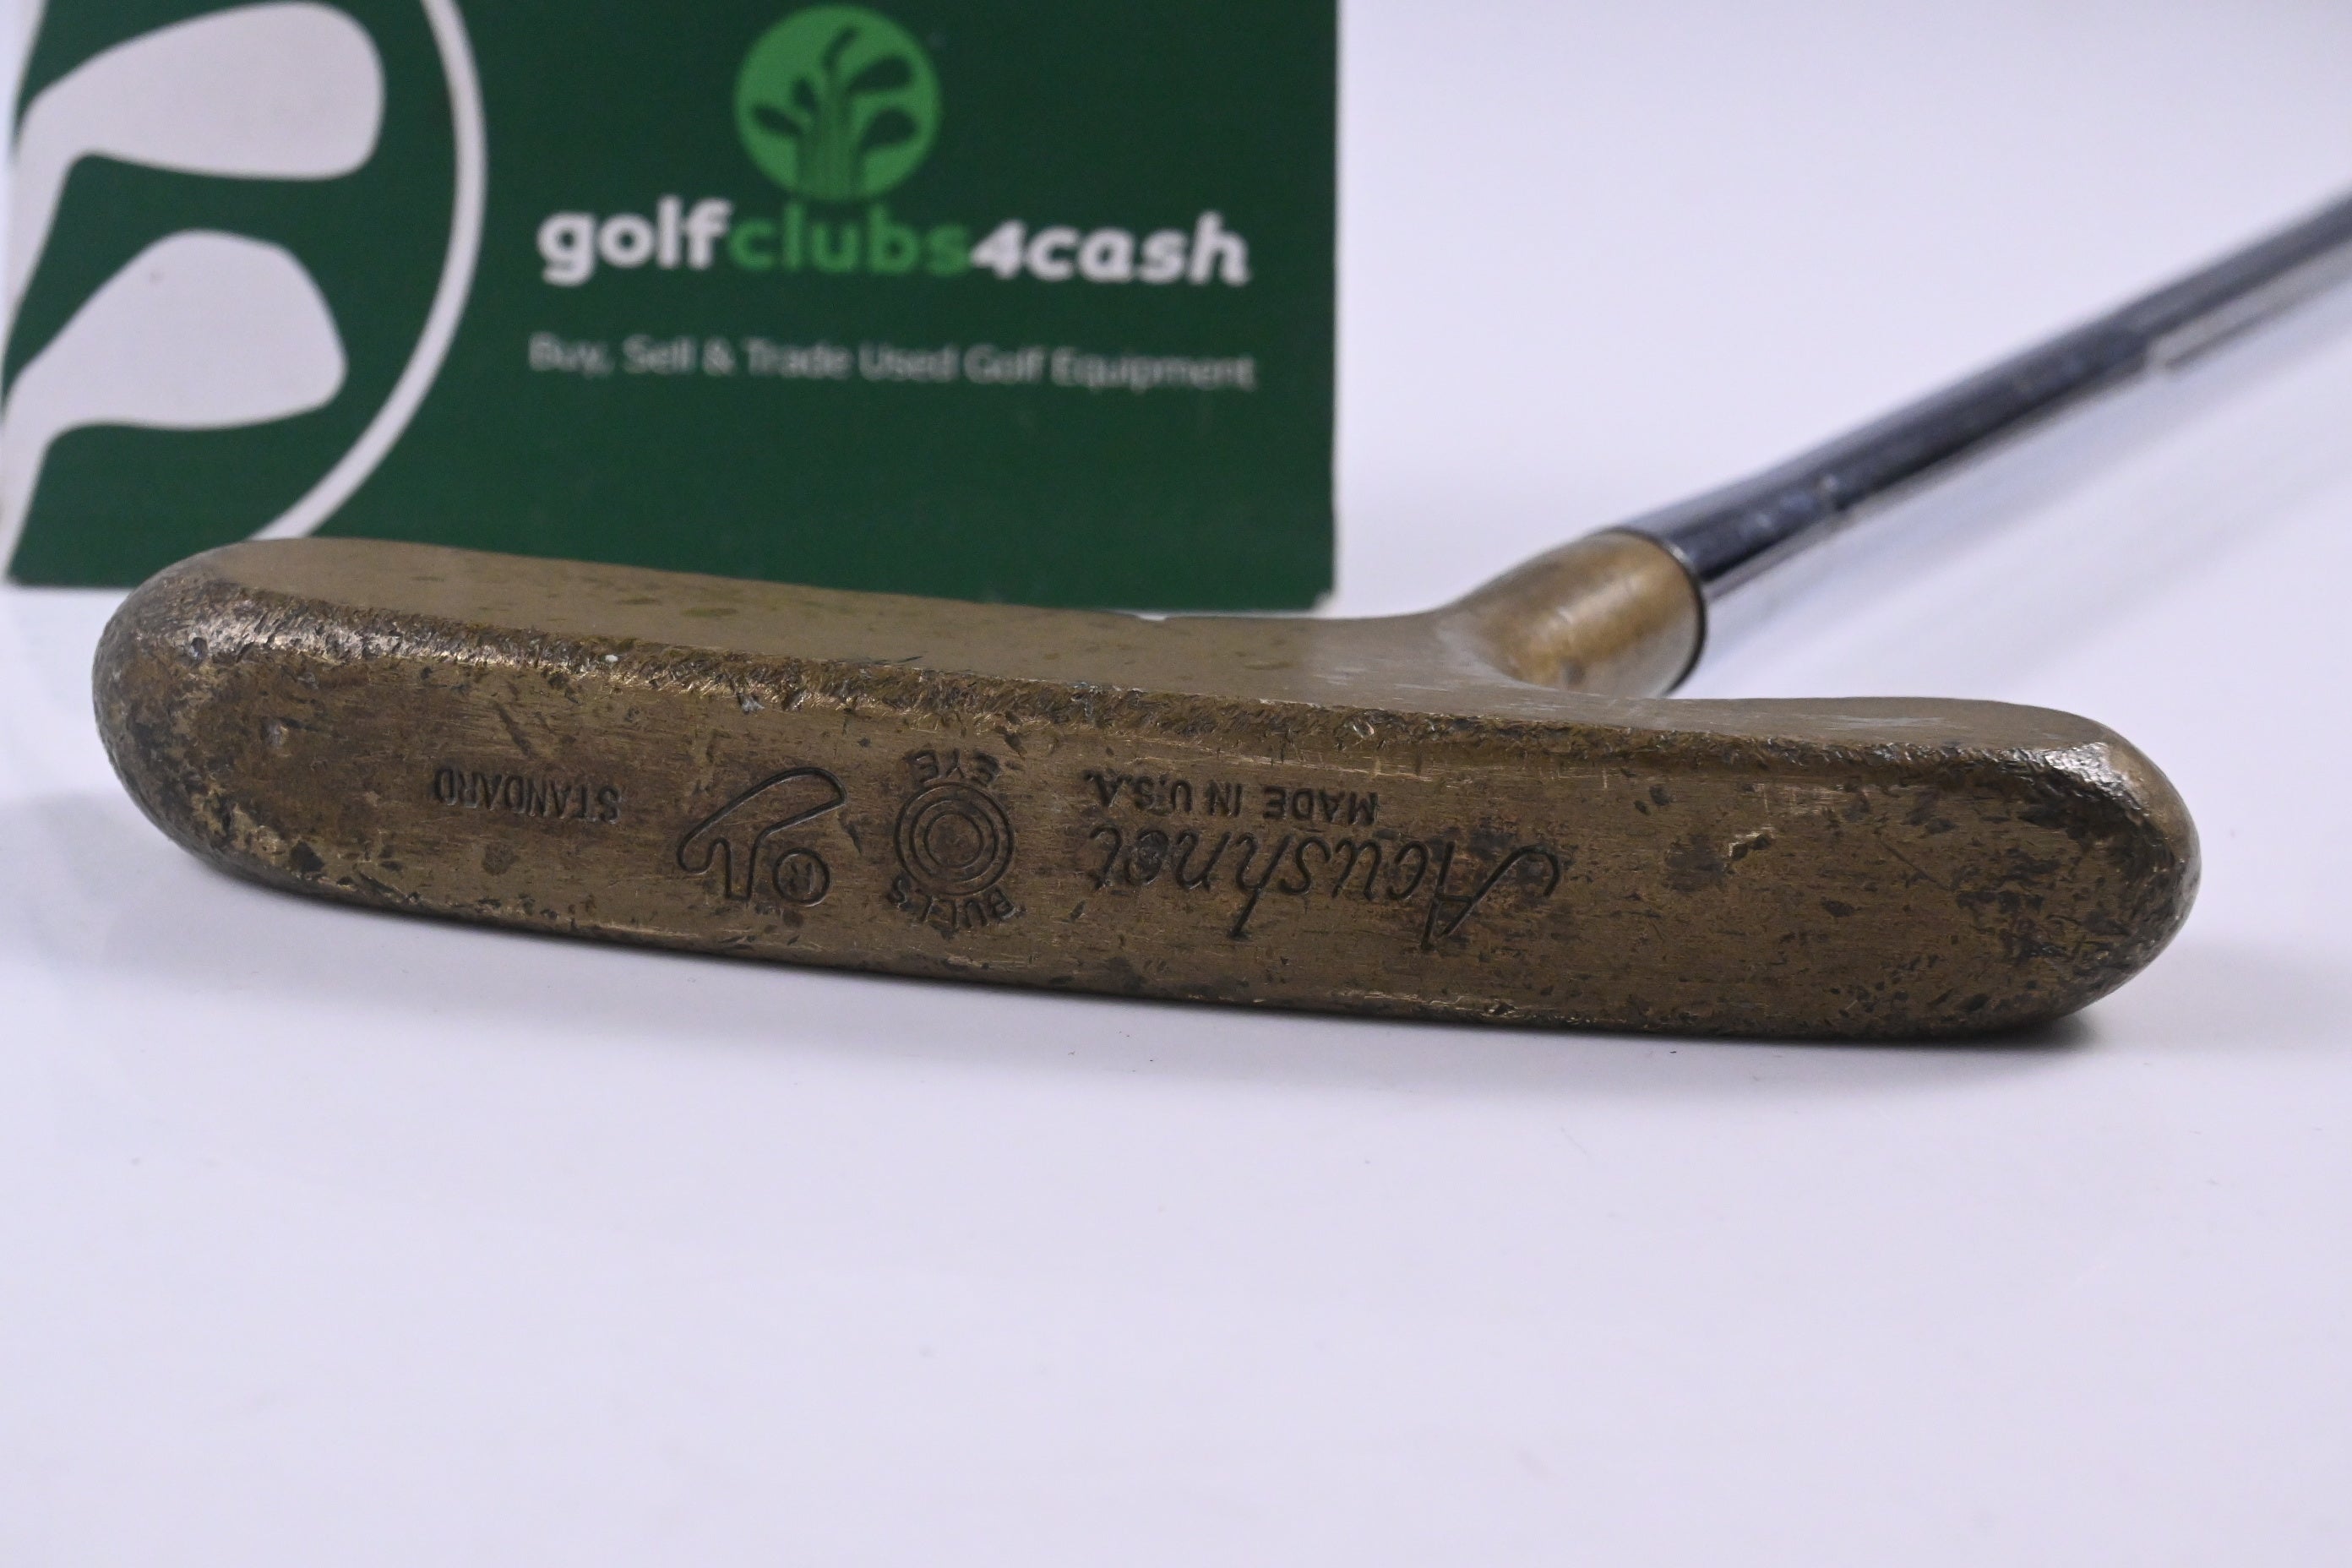 golfclubs4cash
Buy, Sell & Trade Used Golf Equipment
Acushnet
MADE IN U.S.A.
BULL'S
EYE
R
STANDARD